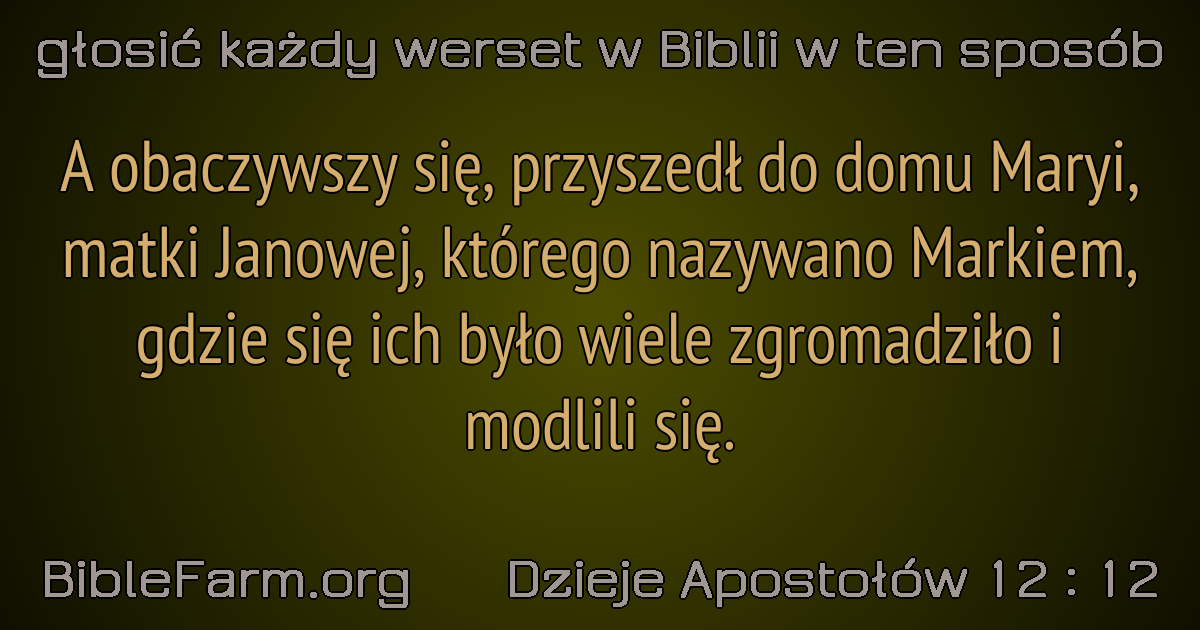 głosić każdy werset w Biblii w ten sposób
A obaczywszy się, przyszedł do domu Maryi,
matki Janowej, którego nazywano Markiem,
gdzie się ich było wiele zgromadziło i
modlili się.
BibleFarm.org Dzieje Apostołów 12 : 12